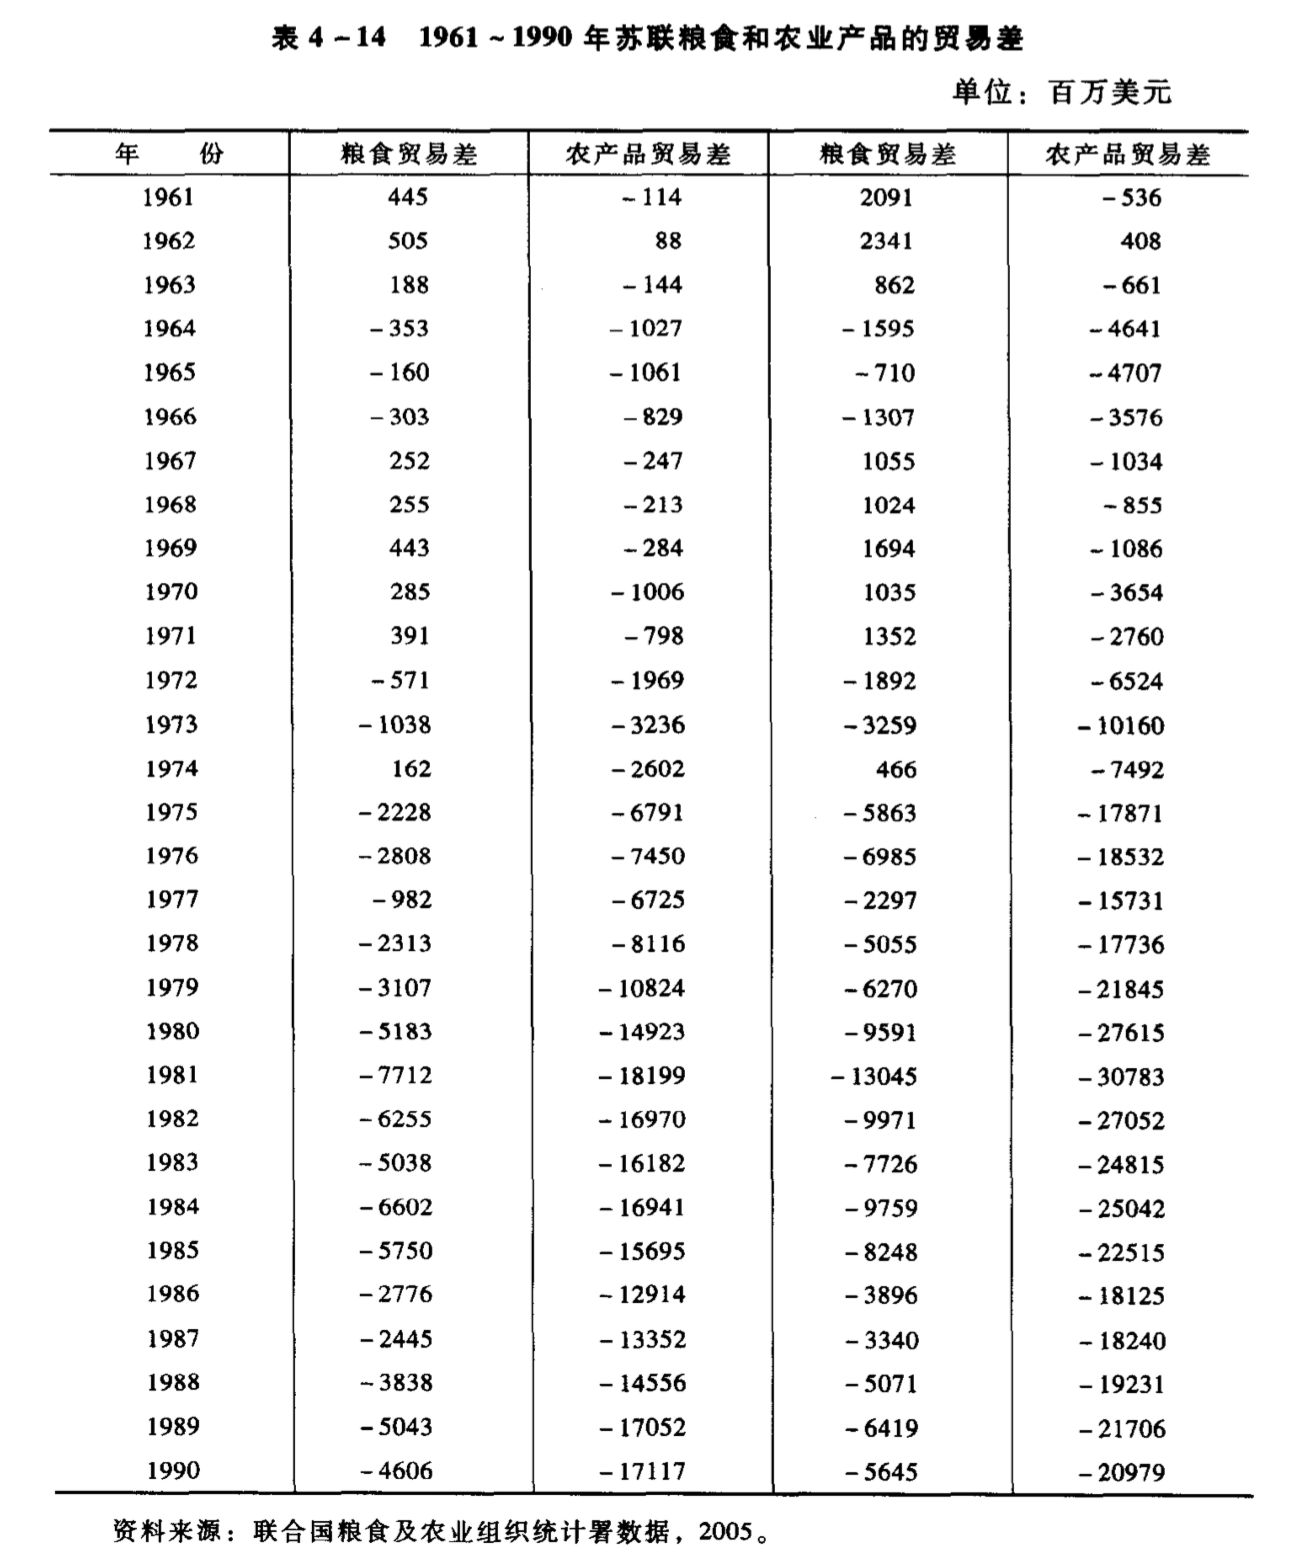 表 4-14 1961~1990 年苏联粮食和农业产品的贸易差
单位：百万美元
年 份 粮食贸易差 农产品贸易差 粮食贸易差 农产品贸易差
1961 445 -114 2091 -536
1962 505 88 2341 408
1963 188 -144 862 -661
1964 -353 -1027 -1595 -4641
1965 -160 -1061 -710 -4707
1966 -303 -829 -1307 -3576
1967 252 -247 1055 -1034
1968 255 -213 1024 -855
1969 443 -284 1694 -1086
1970 285 -1006 1035 -3654
1971 391 -798 1352 -2760
1972 -571 -1969 -1892 -6524
1973 -1038 -3236 -3259 -10160
1974 162 -2602 466 -7492
1975 -2228 -6791 -5863 -17871
1976 -2808 -7450 -6985 -18532
1977 -982 -6725 -2297 -15731
1978 -2313 -8116 -5055 -17736
1979 -3107 -10824 -6270 -21845
1980 -5183 -14923 -9591 -27615
1981 -7712 -18199 -13045 -30783
1982 -6255 -16970 -9971 -27052
1983 -5038 -16182 -7726 -24815
1984 -6602 -16941 -9759 -25042
1985 -5750 -15695 -8248 -22515
1986 -2776 -12914 -3896 -18125
1987 -2445 -13352 -3340 -18240
1988 -3838 -14556 -5071 -19231
1989 -5043 -17052 -6419 -21706
1990 -4606 -17117 -5645 -20979
资料来源：联合国粮食及农业组织统计署数据，2005。